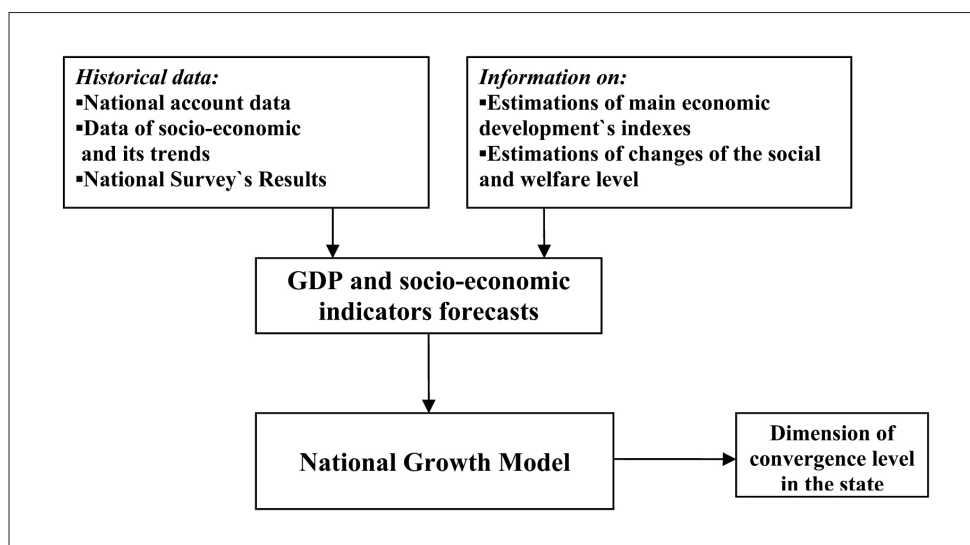 Historical data:
▪National account data
▪Data of socio-economic
and its trends
▪National Survey`s Results
Information on:
▪Estimations of main economic
development`s indexes
▪Estimations of changes of the social
and welfare level
GDP and socio-economic
indicators forecasts
National Growth Model
Dimension of
convergence level
in the state